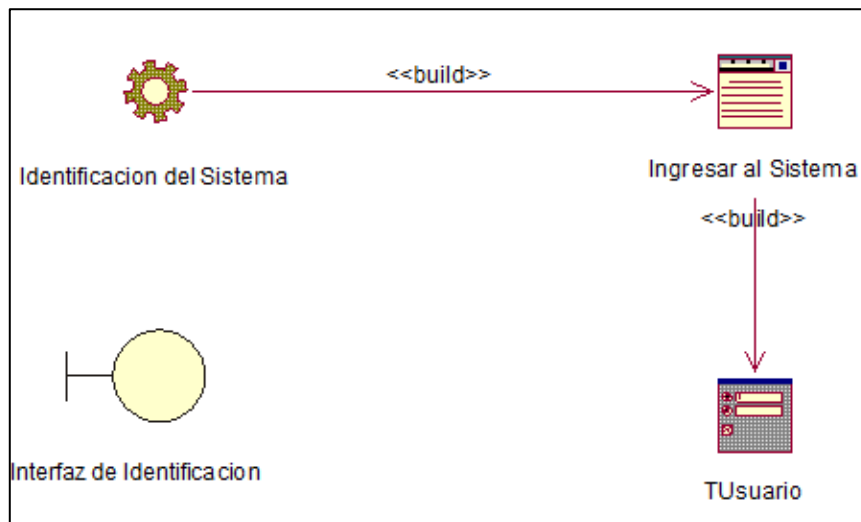 <<build>>
Identificacion del Sistema
Ingresar al Sistema
<<build>>
Interfaz de Identificacion
TUsuario